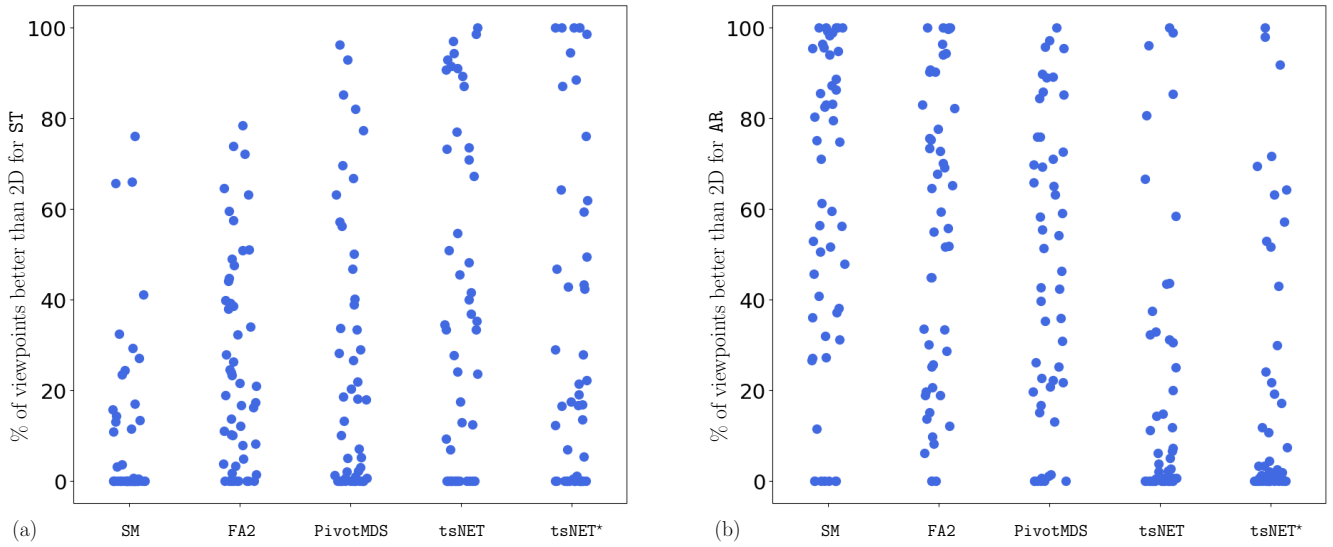 % of viewpoints better than 2D for ST
100
80
60
40
20
0
(a)
SM
FA2
PivotMDS
tsNET
tsNET*
% of viewpoints better than 2D for AR
100
80
60
40
20
0
(b)
SM
FA2
PivotMDS
tsNET
tsNET*